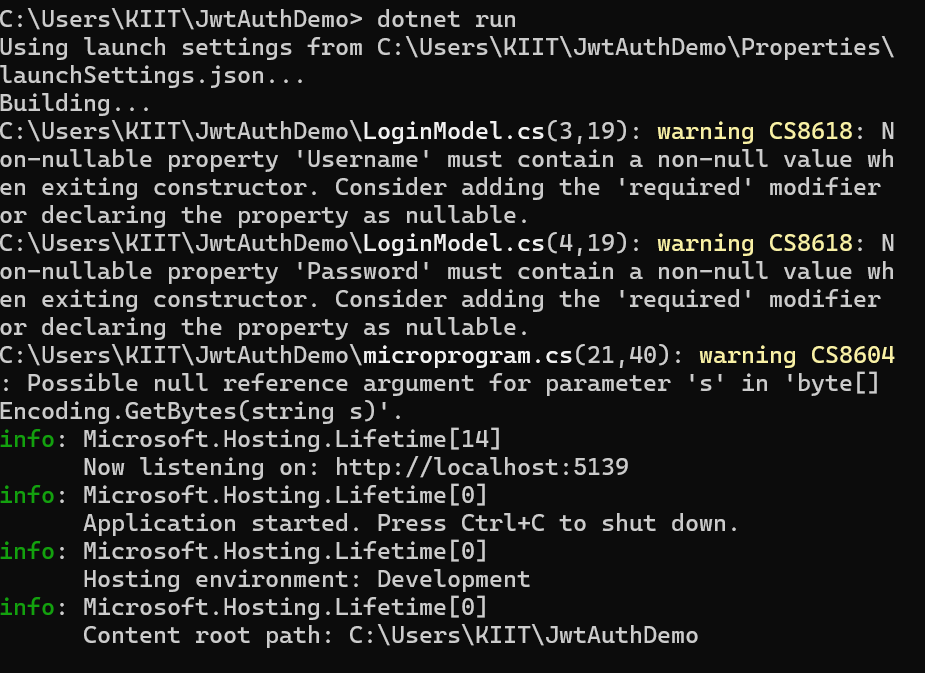 C:\Users\KIIT\JwtAuthDemo> dotnet run
Using launch settings from C:\Users\KIIT\JwtAuthDemo\Properties\
launchSettings.json...
Building...
C:\Users\KIIT\JwtAuthDemo\LoginModel.cs(3,19): warning CS8618: N
on-nullable property 'Username' must contain a non-null value wh
en exiting constructor. Consider adding the 'required' modifier
or declaring the property as nullable.
C:\Users\KIIT\JwtAuthDemo\LoginModel.cs(4,19): warning CS8618: N
on-nullable property 'Password' must contain a non-null value wh
en exiting constructor. Consider adding the 'required' modifier
or declaring the property as nullable.
C:\Users\KIIT\JwtAuthDemo\microprogram.cs(21,40): warning CS8604
: Possible null reference argument for parameter 's' in 'byte[]
Encoding.GetBytes(string s)'.
info: Microsoft.Hosting.Lifetime[14]
      Now listening on: http://localhost:5139
info: Microsoft.Hosting.Lifetime[0]
      Application started. Press Ctrl+C to shut down.
info: Microsoft.Hosting.Lifetime[0]
      Hosting environment: Development
info: Microsoft.Hosting.Lifetime[0]
      Content root path: C:\Users\KIIT\JwtAuthDemo